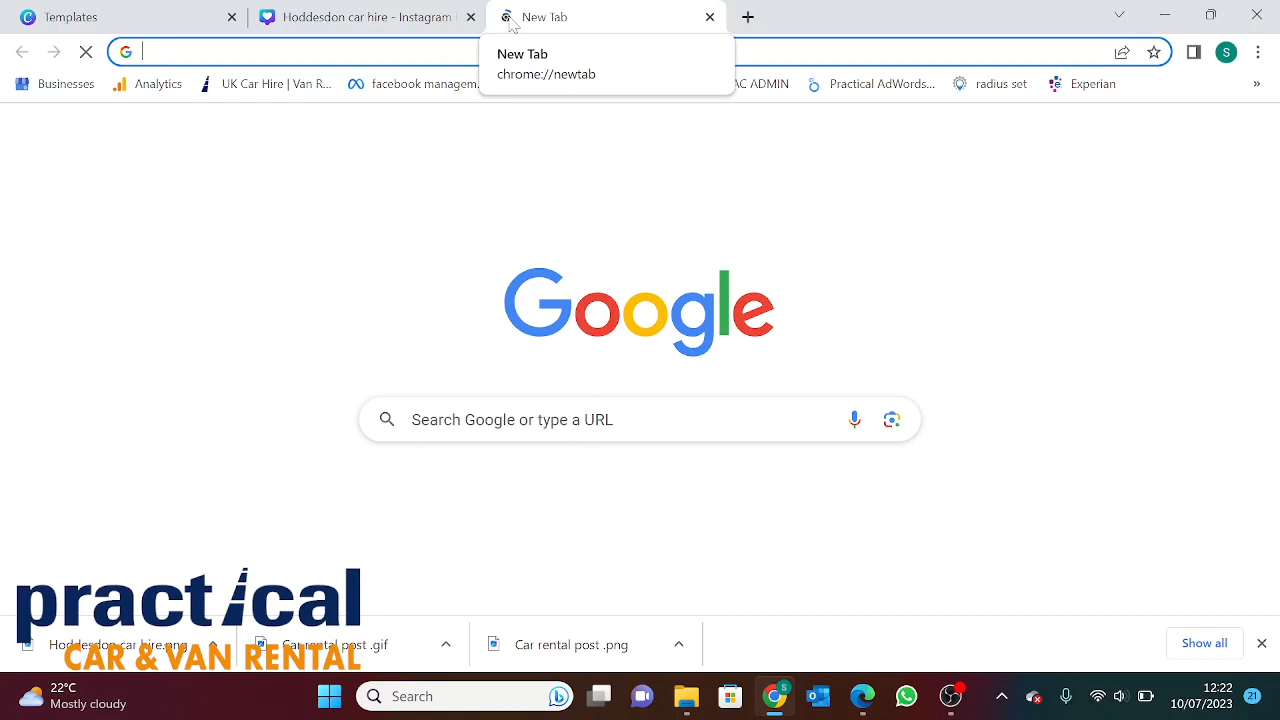 Templates
Hoddesdon car hire - Instagram
New Tab
New Tab
chrome://newtab
Businesses
Analytics
UK Car Hire | Van R...
facebook managem
AC ADMIN
Practical AdWords...
radius set
Experian
»
S
Google
Search Google or type a URL
practical
CAR & VAN RENTAL
Hoddesdon car hire.png
Car rental post .gif
Car rental post .png
Show all
22°C
Mostly cloudy
Search
S
12:22
10/07/2023
21